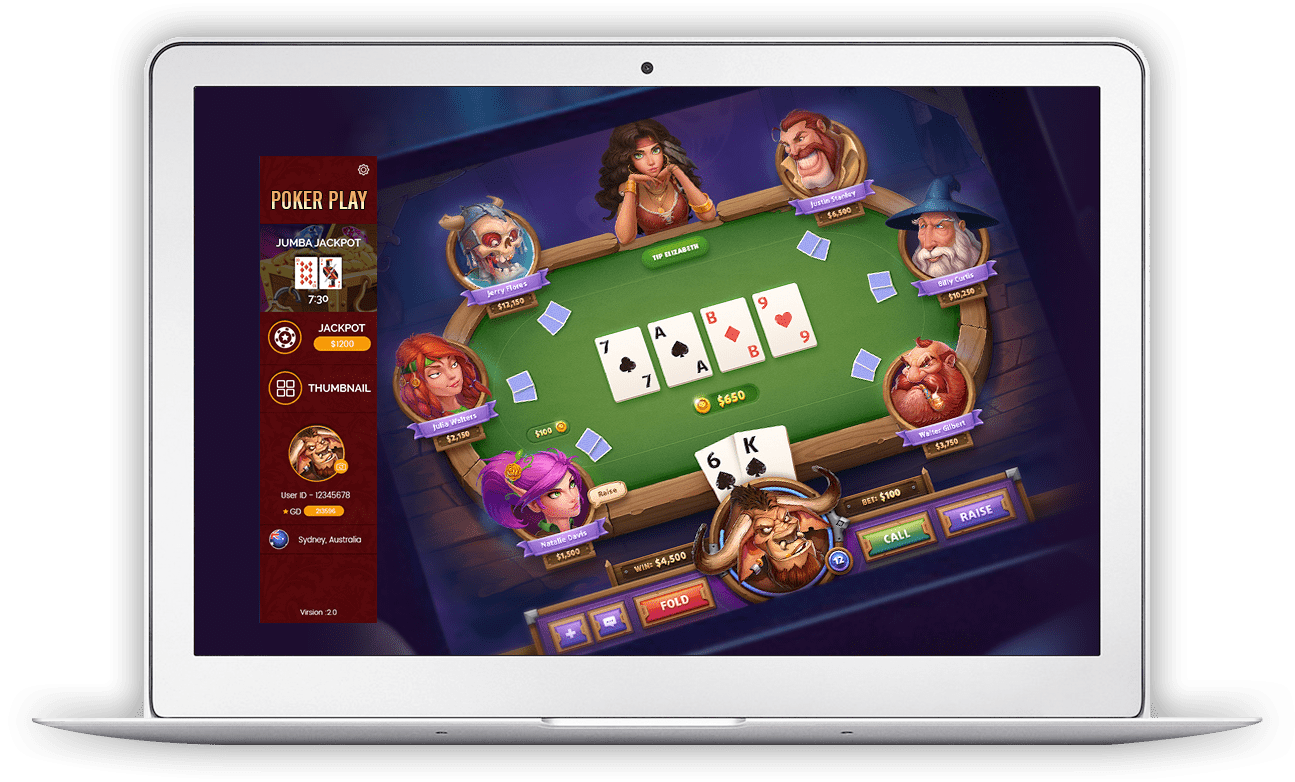 POKER PLAY
JUMBA JACKPOT
7:30
JACKPOT
$1200
THUMBNAIL
User ID - 12345678
GD
Sydney, Australia
Virsion :2.0
Justin Stanley
$6,500
TIP ELIZABETH
Billy Curtis
$10,250
Jerry Flores
$12,150
7
7
A
A
B
B
9
9
$650
Julia Walters
$2,150
$100
Walter Gilbert
$3,750
6
K
Raise
Natalie Davis
$1,500
BET: $100
WIN: $4,500
12
CALL
RAISE
FOLD